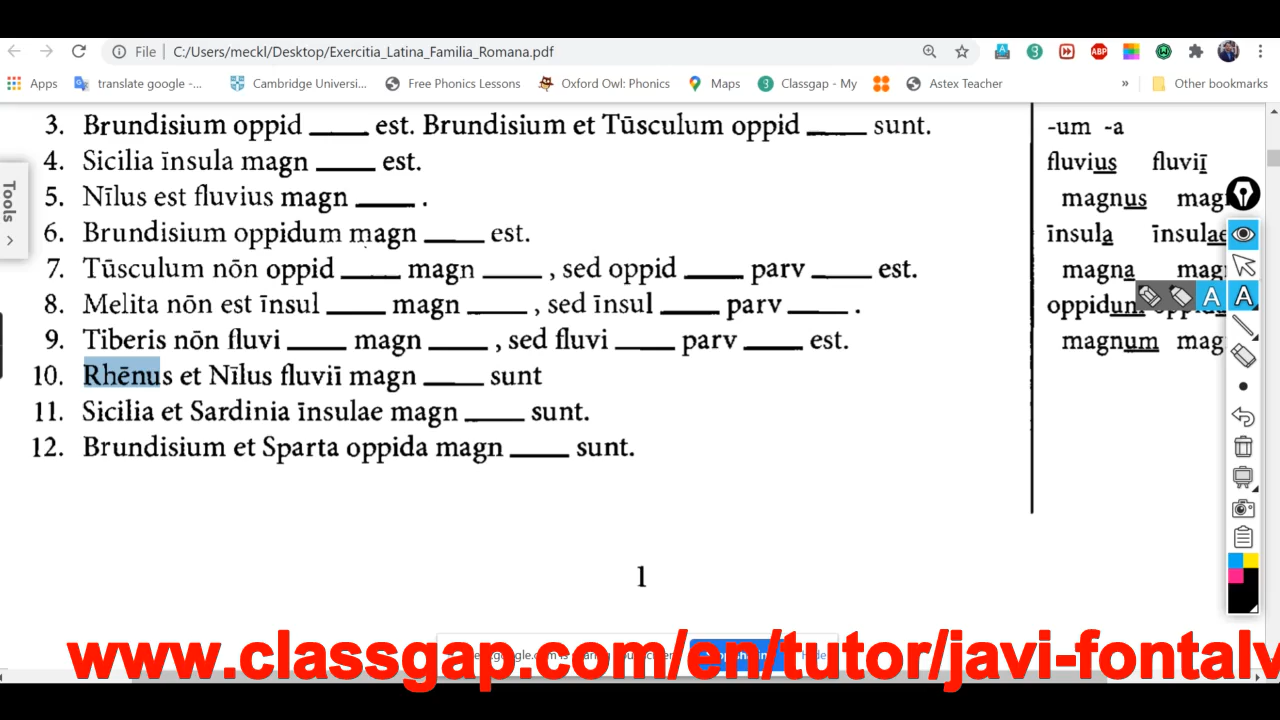 File | C:/Users/meckl/Desktop/Exercitia_Latina_Familia_Romana.pdf
Apps translate google -... Cambridge Universi... Free Phonics Lessons Oxford Owl: Phonics Maps Classgap - My Astex Teacher » Other bookmarks
Tools
3. Brundisium oppid ____ est. Brundisium et Tūsculum oppid ____ sunt.
4. Sicilia īnsula magn ____ est.
5. Nīlus est fluvius magn ____ .
6. Brundisium oppidum magn ____ est.
7. Tūsculum nōn oppid ____ magn ____ , sed oppid ____ parv ____ est.
8. Melita nōn est īnsul ____ magn ____ , sed īnsul ____ parv ____ .
9. Tiberis nōn fluvi ____ magn ____ , sed fluvi ____ parv ____ est.
10. Rhēnus et Nīlus fluviī magn ____ sunt
11. Sicilia et Sardinia īnsulae magn ____ sunt.
12. Brundisium et Sparta oppida magn ____ sunt.
-um -a
fluvius fluviī
magnus mag
īnsula īnsulae
magna mag
oppidum
magnum mag
1
www.classgap.com/en/tutor/javi-fontalv
Hide